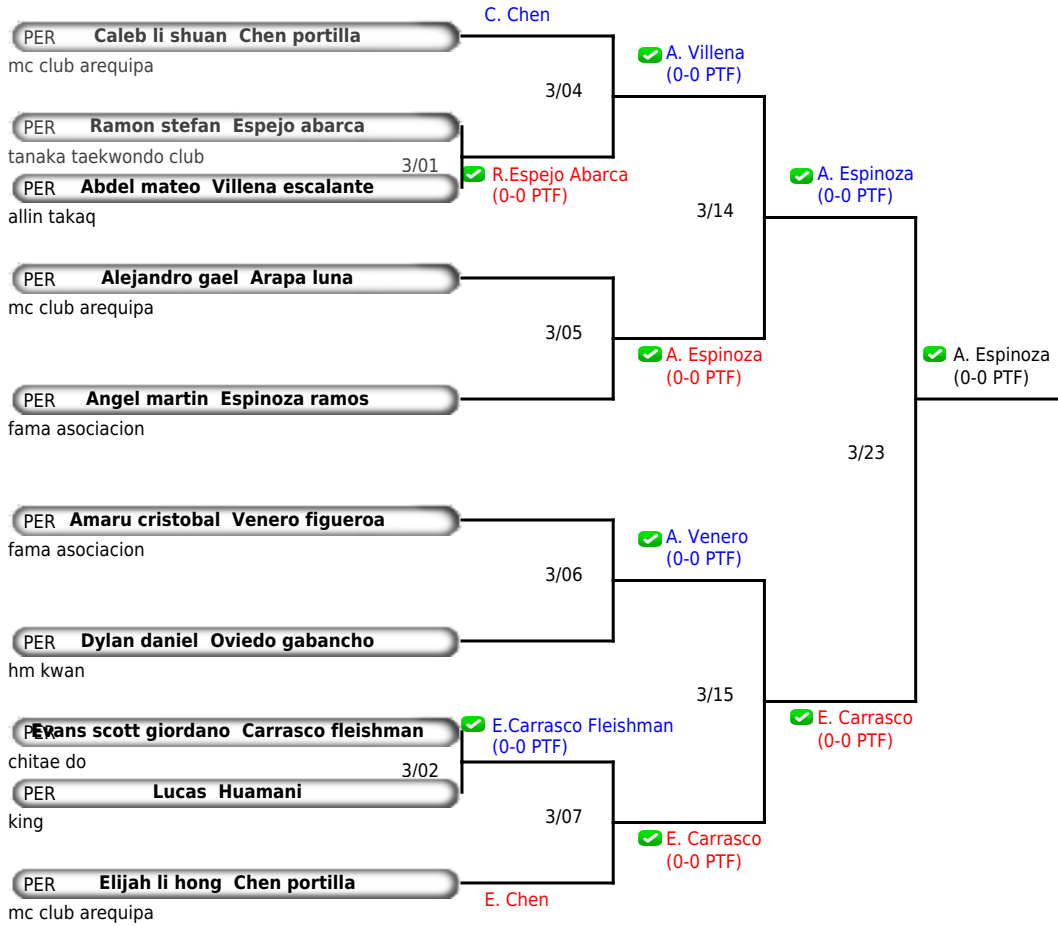 C. Chen
PER Caleb li shuan Chen portilla
mc club arequipa
A. Villena
(0-0 PTF)
3/04
PER Ramon stefan Espejo abarca
tanaka taekwondo club
3/01
R.Espejo Abarca
(0-0 PTF)
PER Abdel mateo Villena escalante
allin takaq
A. Espinoza
(0-0 PTF)
3/14
PER Alejandro gael Arapa luna
mc club arequipa
3/05
A. Espinoza
(0-0 PTF)
A. Espinoza
(0-0 PTF)
PER Angel martin Espinoza ramos
fama asociacion
3/23
PER Amaru cristobal Venero figueroa
fama asociacion
A. Venero
(0-0 PTF)
3/06
PER Dylan daniel Oviedo gabancho
hm kwan
3/15
E. Carrasco
(0-0 PTF)
PER Evans scott giordano Carrasco fleishman
chitae do
E.Carrasco Fleishman
(0-0 PTF)
3/02
PER Lucas Huamani
king
3/07
E. Carrasco
(0-0 PTF)
PER Elijah li hong Chen portilla
mc club arequipa
E. Chen